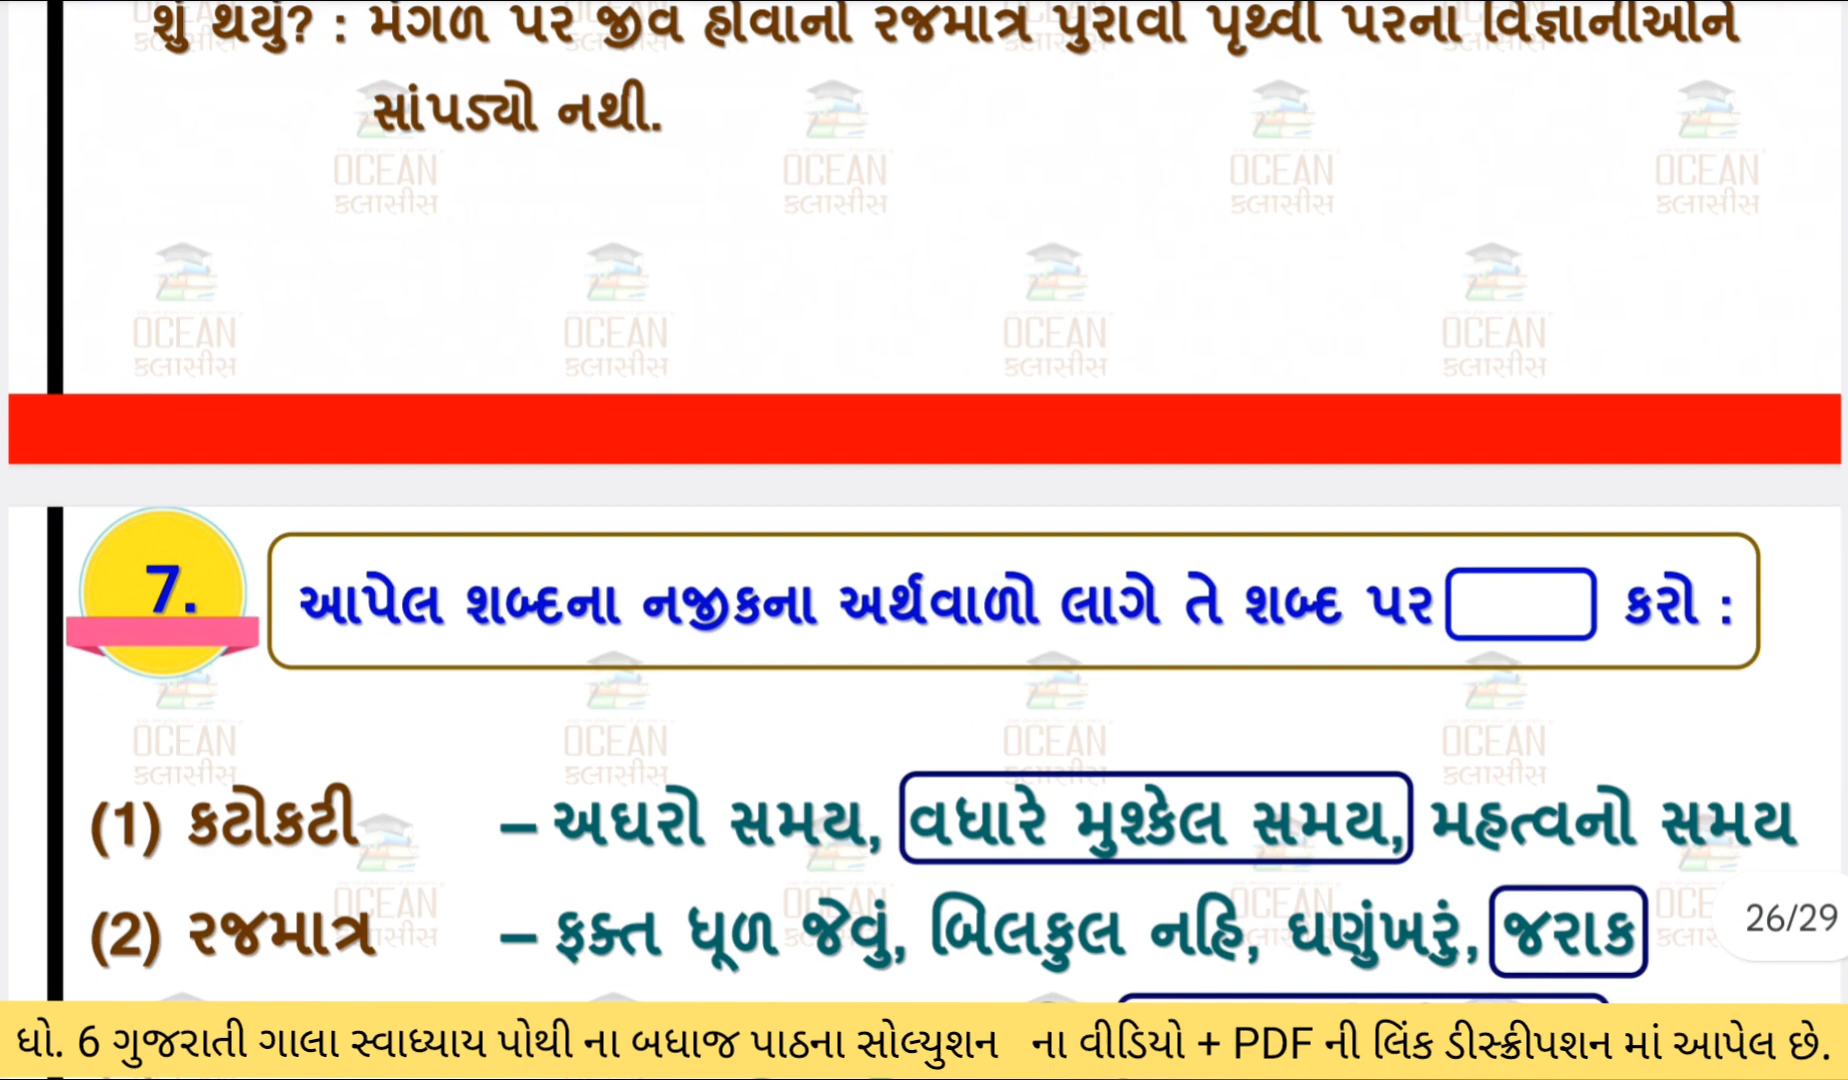 શું થયું? : મંગળ પર જીવ હોવાનો રજમાત્ર પુરાવો પૃથ્વી પરના વિજ્ઞાનીઓને
સાંપડ્યો નથી.
7.
આપેલ શબ્દના નજીકના અર્થવાળો લાગે તે શબ્દ પર કરો :
(1) કટોકટી – અઘરો સમય, વધારે મુશ્કેલ સમય, મહત્વનો સમય
(2) રજમાત્ર – ફક્ત ધૂળ જેવું, બિલકુલ નહિ, ઘણુંખરું, જરાક
26/29
ધો. 6 ગુજરાતી ગાલા સ્વાધ્યાય પોથી ના બધાજ પાઠના સોલ્યુશન ના વીડિયો + PDF ની લિંક ડીસ્ક્રીપશન માં આપેલ છે.
OCEAN
ક્લાસીસ